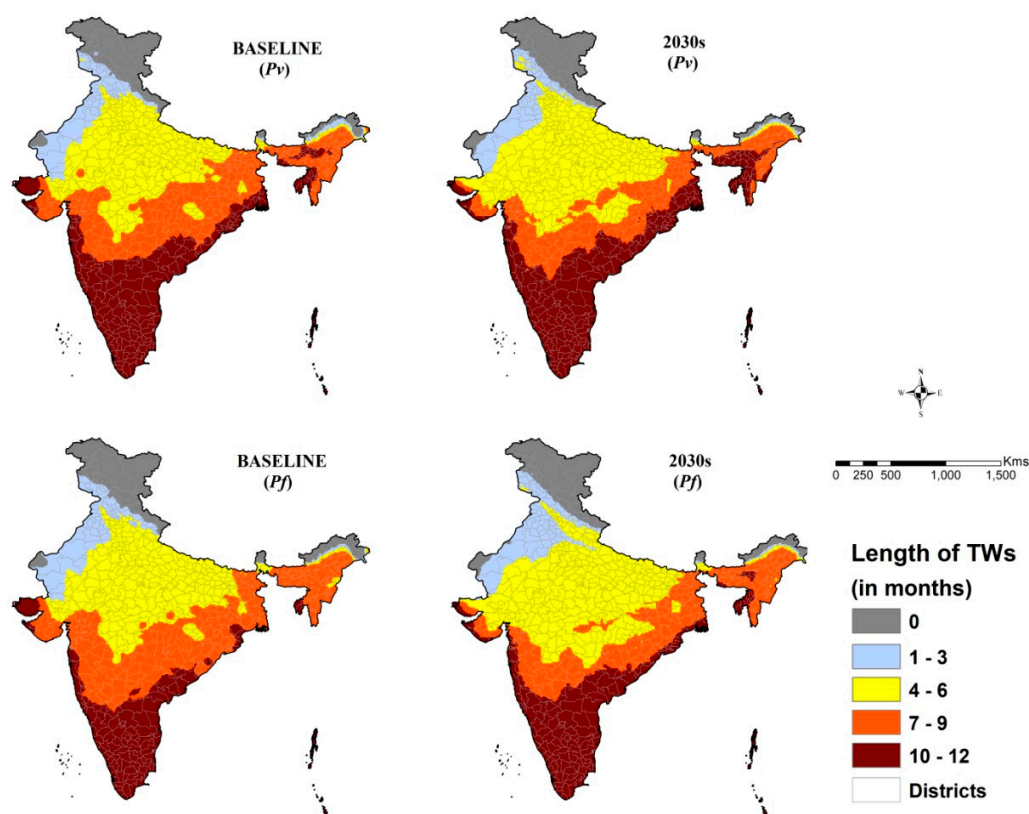 BASELINE
(Pv)
2030s
(Pv)
N
W E
S
BASELINE
(Pf)
2030s
(Pf)
Kms
0 250 500 1,000 1,500
Length of TWs
(in months)
0
1 - 3
4 - 6
7 - 9
10 - 12
Districts